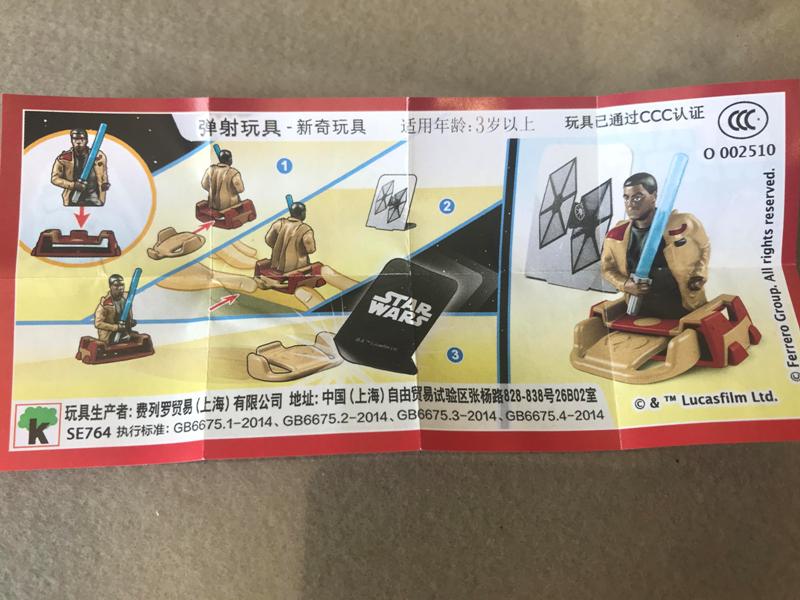 弹射玩具 - 新奇玩具 适用年龄: 3岁以上 玩具已通过CCC认证
CCC
O 002510
1
2
STAR
WARS
3
© Ferrero Group. All rights reserved.
© & ™ Lucasfilm Ltd.
K
玩具生产者: 费列罗贸易(上海)有限公司 地址: 中国(上海)自由贸易试验区张杨路828-838号26B02室
SE764 执行标准: GB6675.1-2014、GB6675.2-2014、GB6675.3-2014、GB6675.4-2014